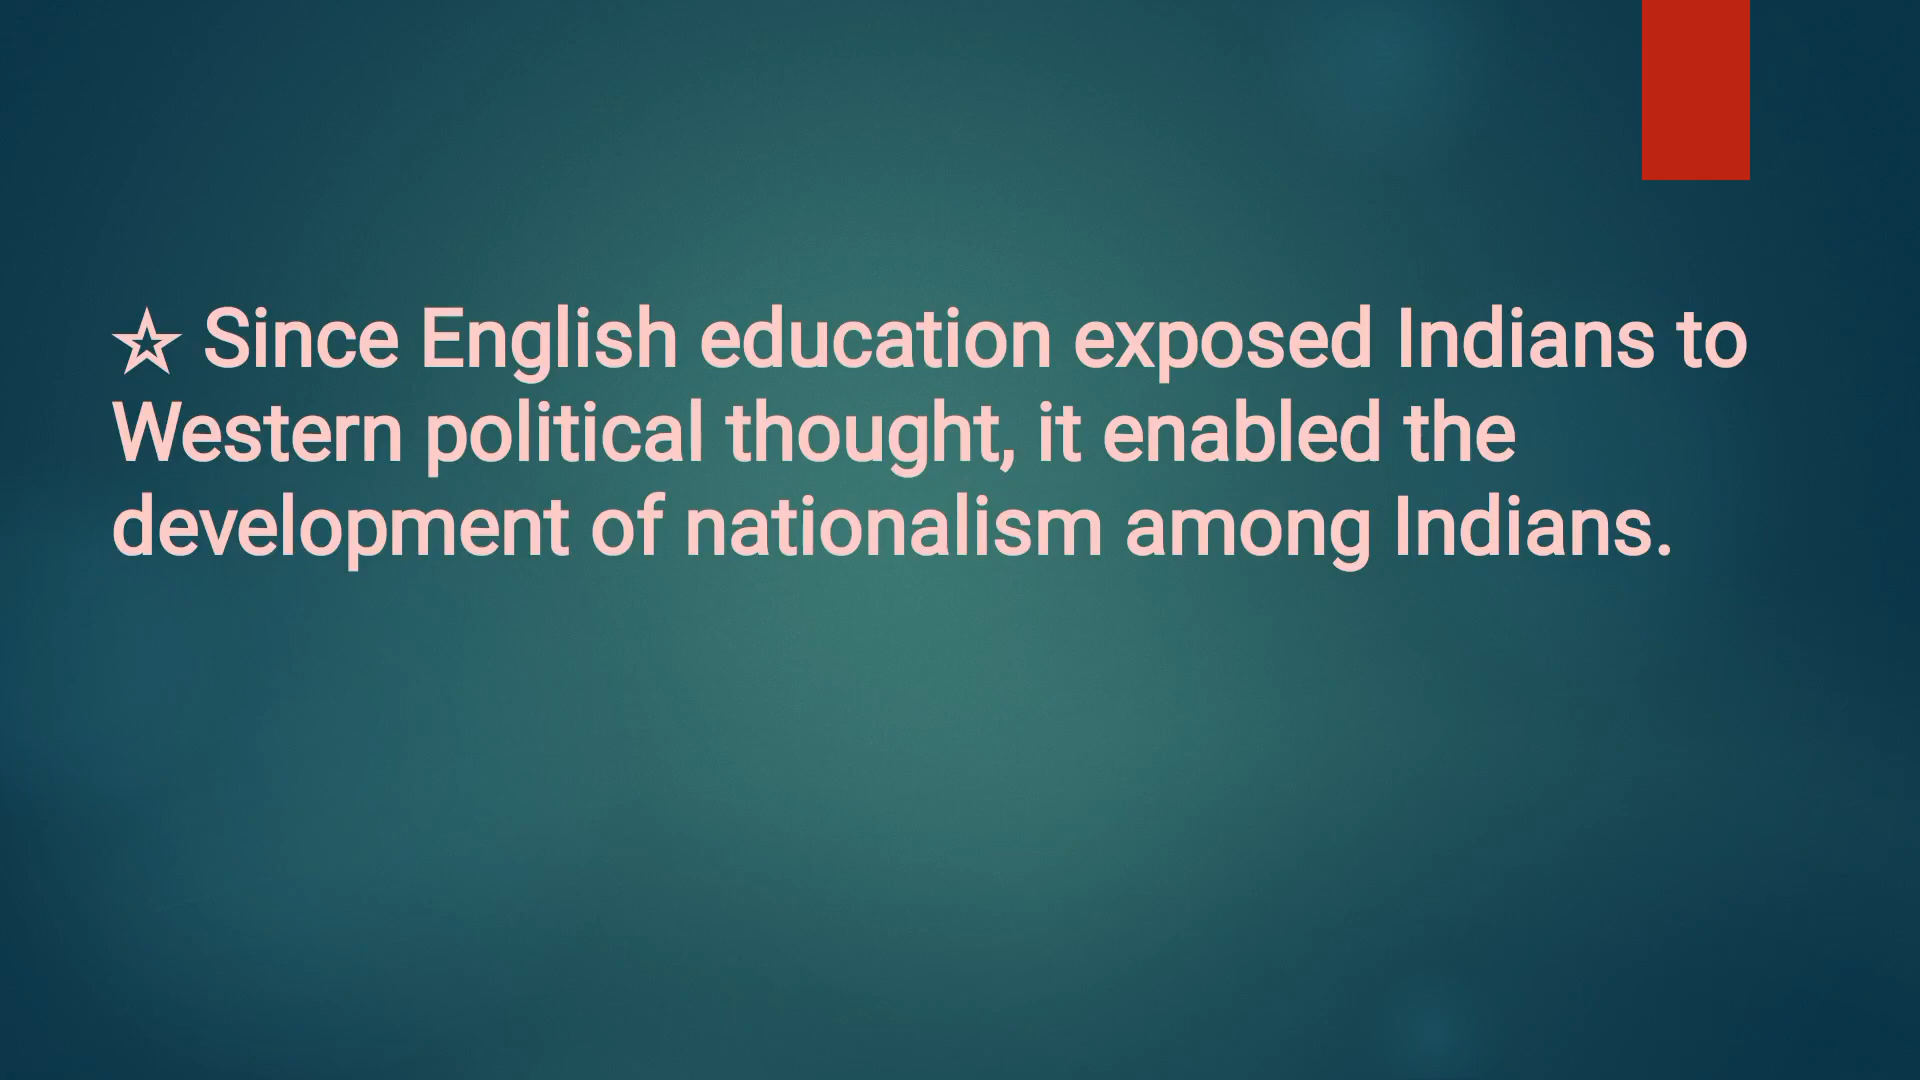 ☆ Since English education exposed Indians to
Western political thought, it enabled the
development of nationalism among Indians.